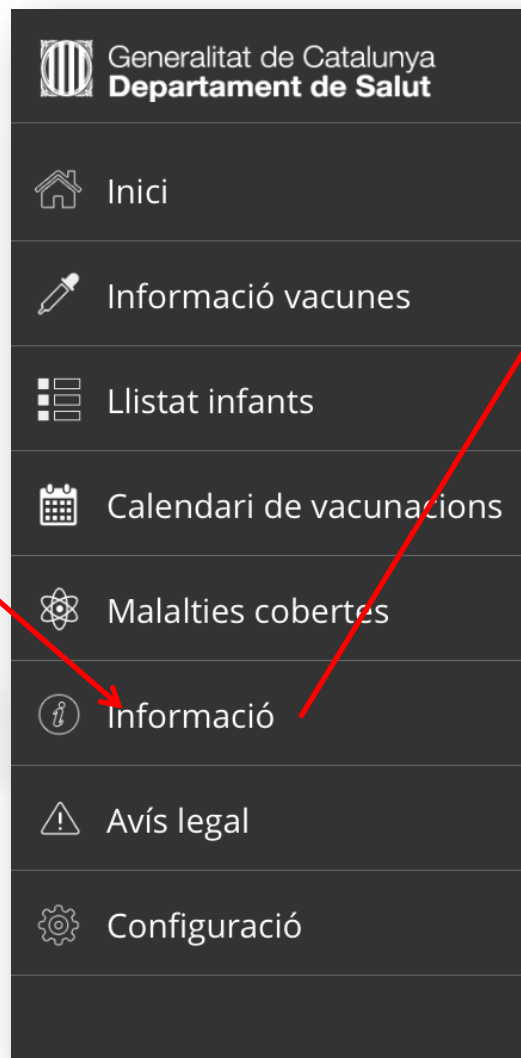 Generalitat de Catalunya
Departament de Salut
Inici
Informació vacunes
Llistat infants
Calendari de vacunacions
Malalties cobertes
Informació
Avís legal
Configuració